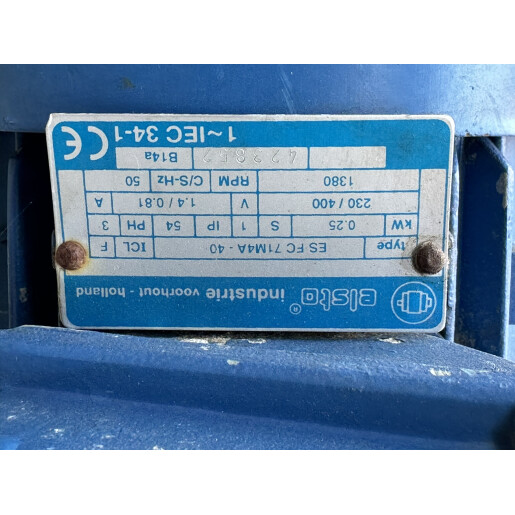 elsto ®
industrie voorhout - holland
type ES FC 71M4A - 40 ICL F
kW 0.25 S 1 IP 54 PH 3
230 / 400 V 1.4 / 0.81 A
1380 RPM C/S-Hz 50
B14a
1~IEC 34-1 CE